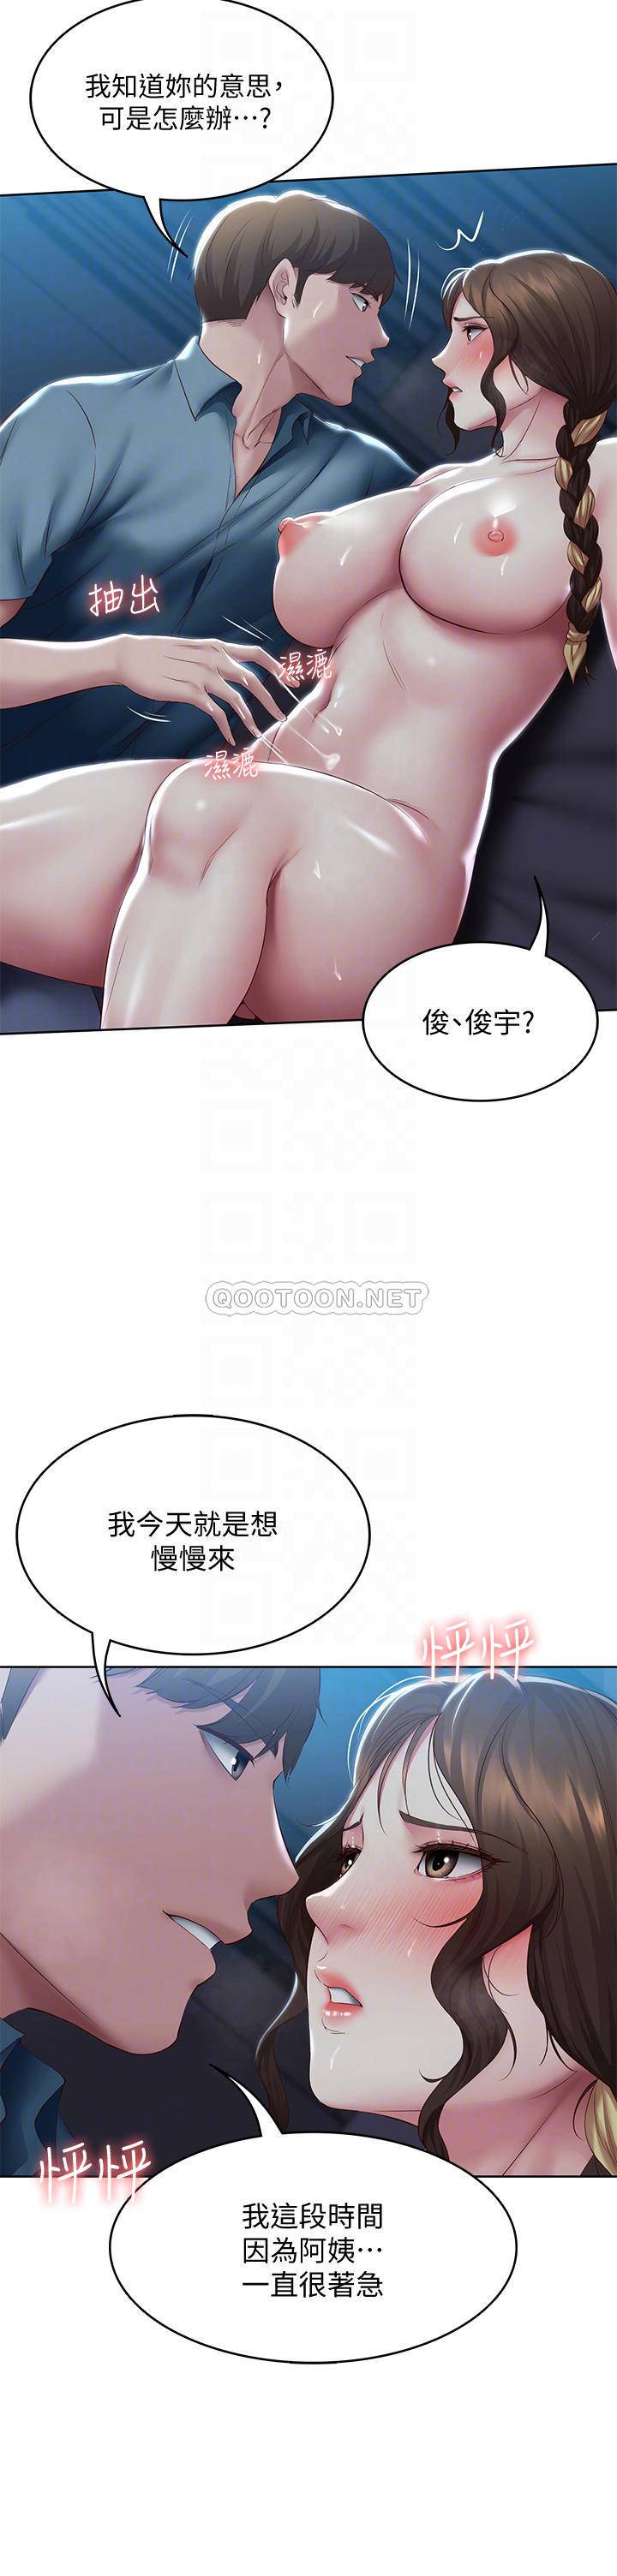 我知道妳的意思,
可是怎麼辦…?
抽出
濕漉
濕漉
俊、俊宇?
QOOTOON.NET
我今天就是想
慢慢來
怦怦
怦怦
我這段時間
因為阿姨…
一直很著急